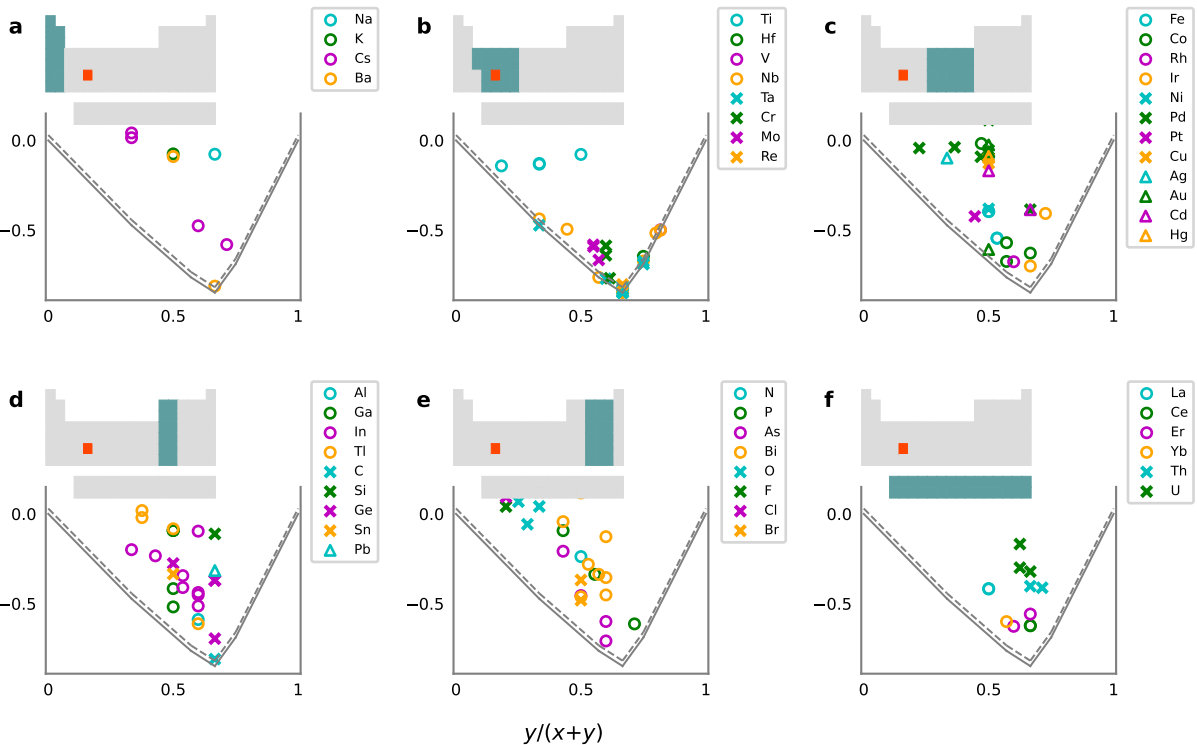 a
Na
K
Cs
Ba
0.0
−0.5
0
0.5
1
b
Ti
Hf
V
Nb
Ta
Cr
Mo
Re
0.0
−0.5
0
0.5
1
c
Fe
Co
Rh
Ir
Ni
Pd
Pt
Cu
Ag
Au
Cd
Hg
0.0
−0.5
0
0.5
1
d
Al
Ga
In
Tl
C
Si
Ge
Sn
Pb
0.0
−0.5
0
0.5
1
e
N
P
As
Bi
O
F
Cl
Br
0.0
−0.5
0
0.5
1
f
La
Ce
Er
Yb
Th
U
0.0
−0.5
0
0.5
1
y/(x+y)